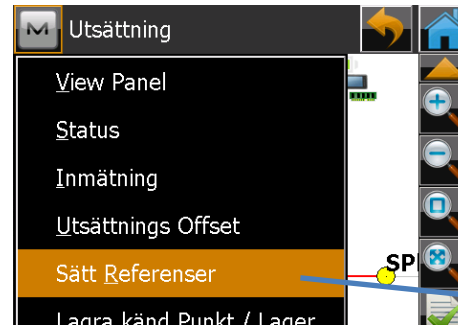 M Utsättning
View Panel
Status
Inmätning
Utsättnings Offset
Sätt Referenser
SP
Lagra känd Punkt / Lager